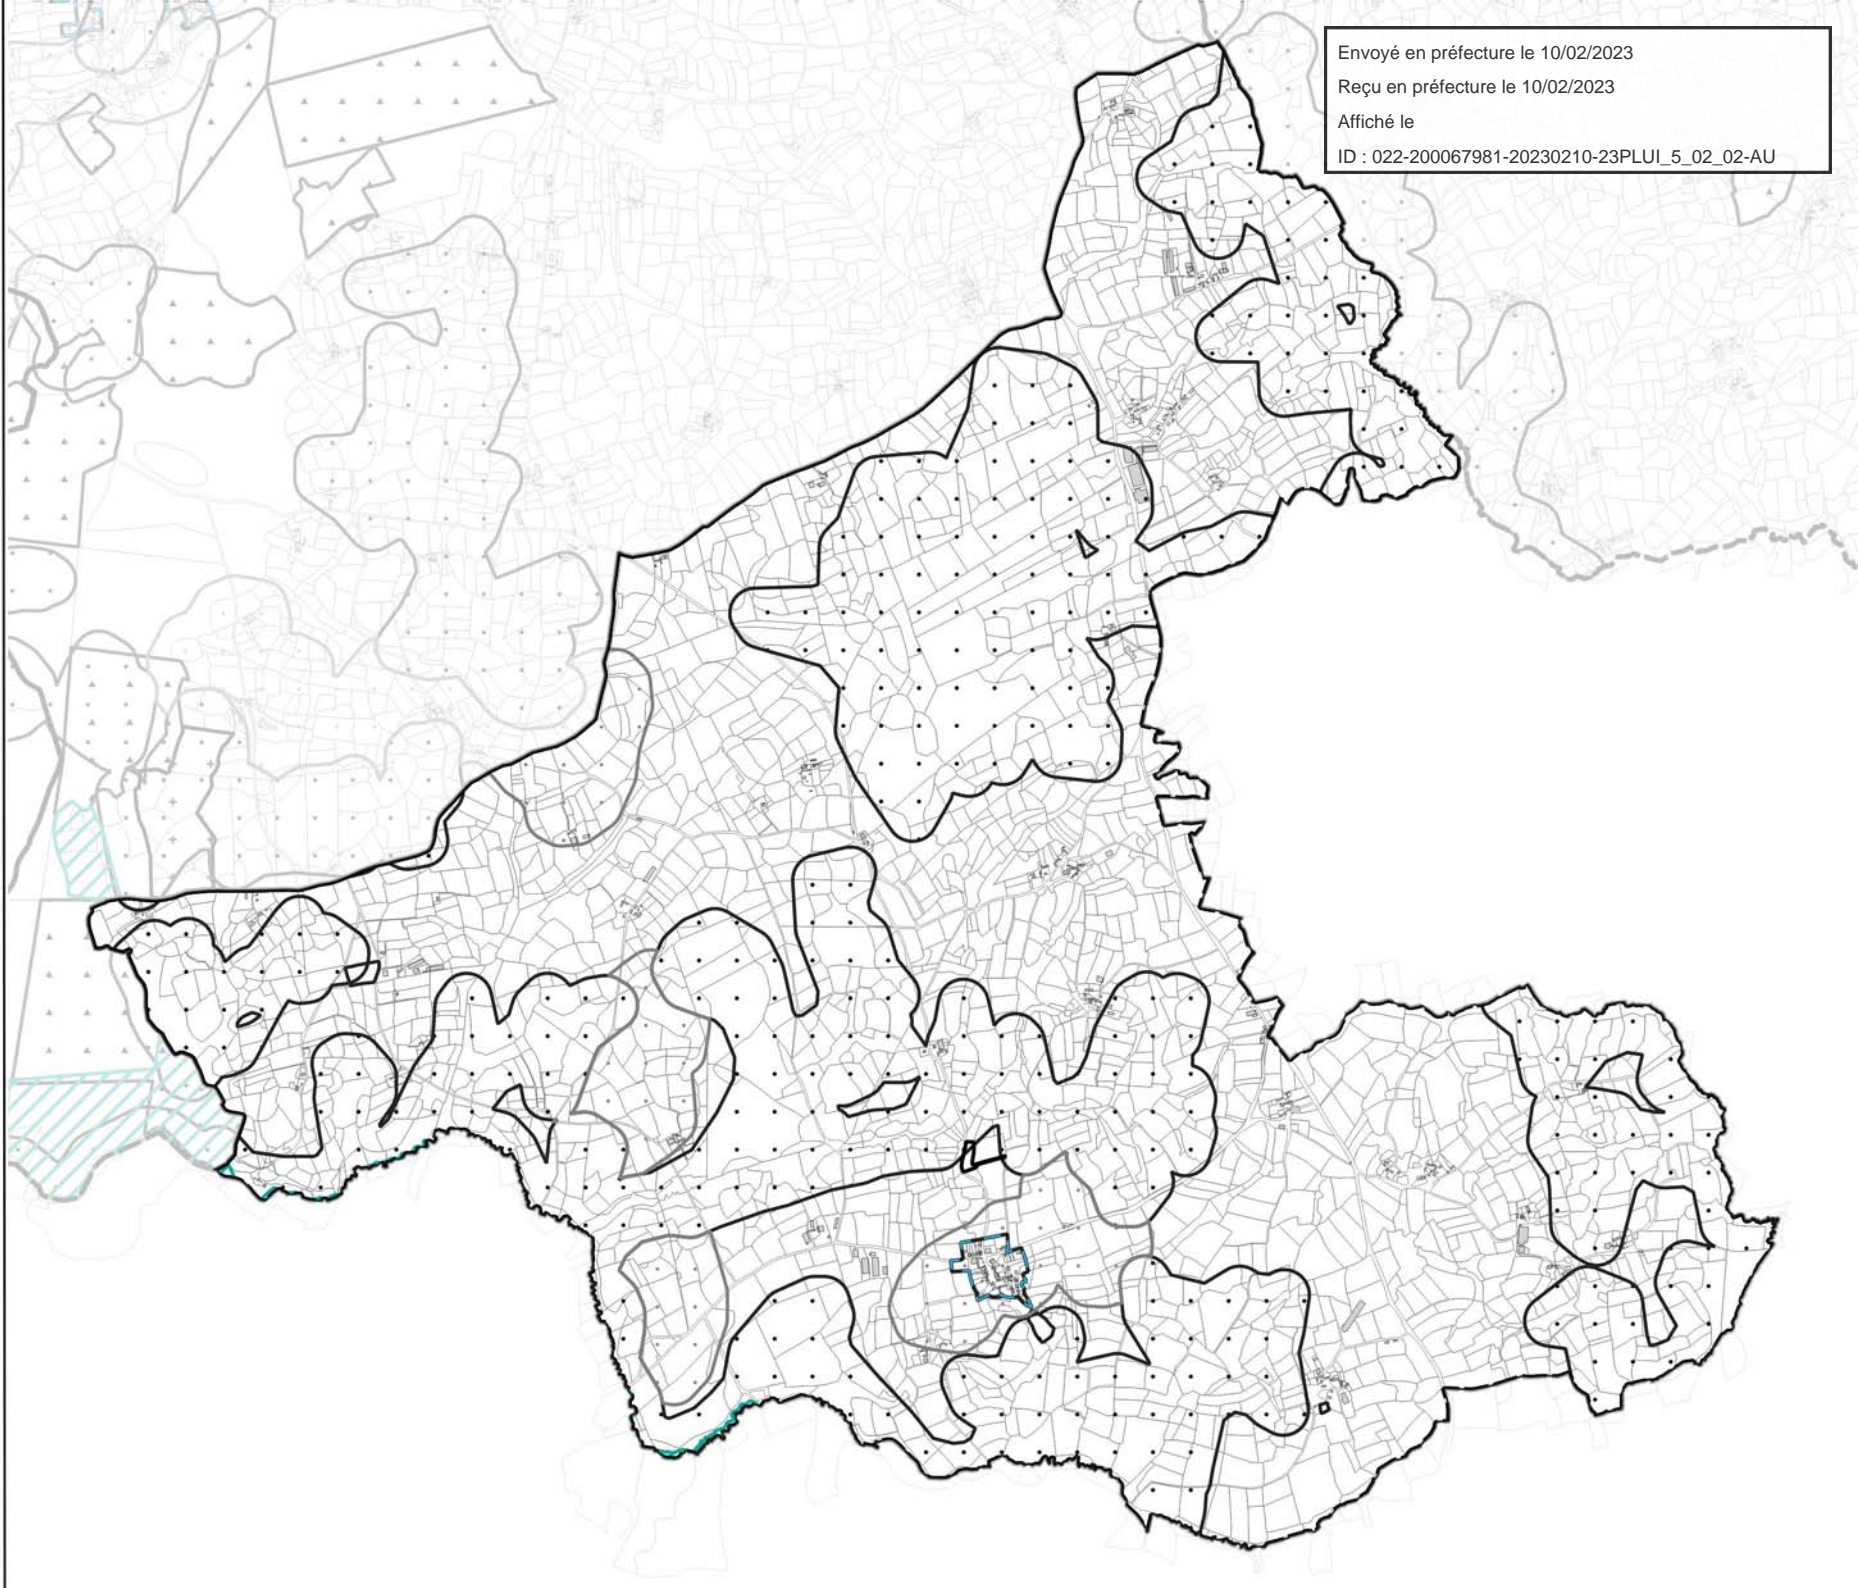 Envoyé en préfecture le 10/02/2023
Reçu en préfecture le 10/02/2023
Affiché le
ID : 022-200067981-20230210-23PLUI_5_02_02-AU